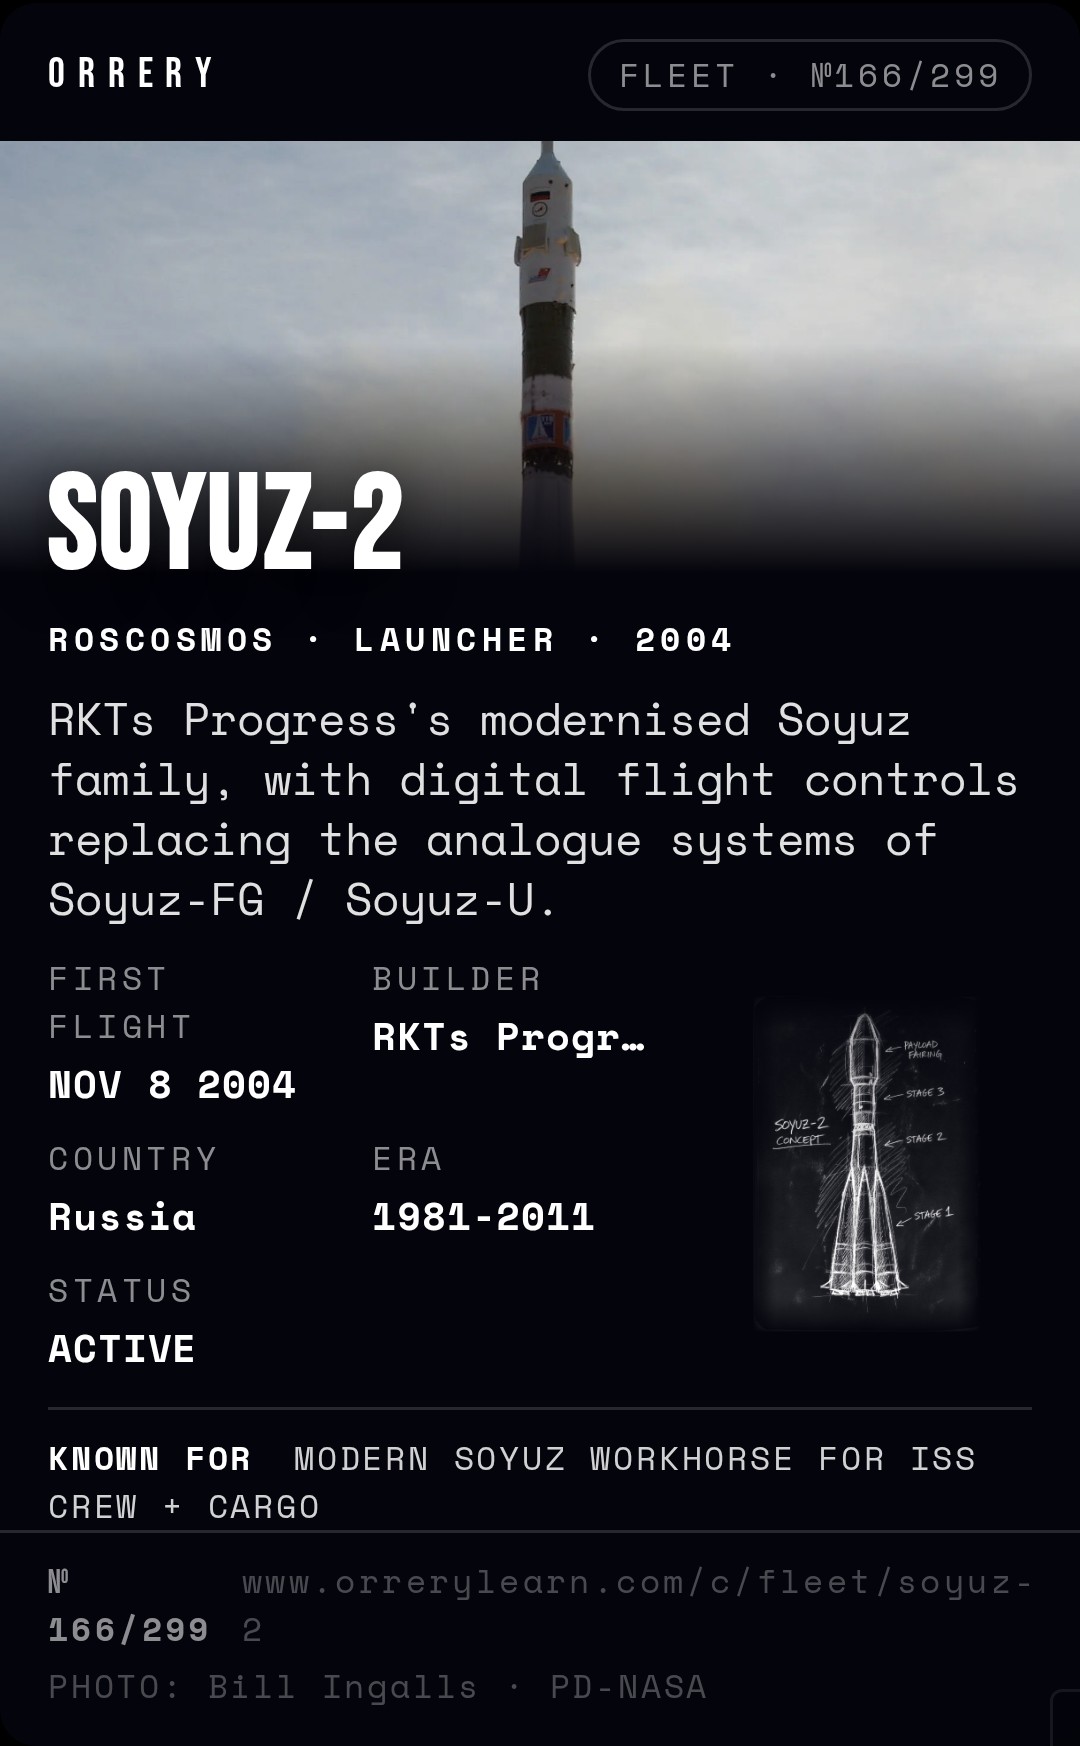 ORRERY
FLEET · №166/299
SOYUZ-2
ROSCOSMOS · LAUNCHER · 2004
RKTs Progress's modernised Soyuz
family, with digital flight controls
replacing the analogue systems of
Soyuz-FG / Soyuz-U.
FIRST
FLIGHT
NOV 8 2004
BUILDER
RKTs Progr…
COUNTRY
Russia
ERA
1981-2011
STATUS
ACTIVE
SOYUZ-2
CONCEPT
PAYLOAD
FAIRING
STAGE 3
STAGE 2
STAGE 1
KNOWN FOR MODERN SOYUZ WORKHORSE FOR ISS
CREW + CARGO
№
166/299
www.orrerylearn.com/c/fleet/soyuz-
2
PHOTO: Bill Ingalls · PD-NASA